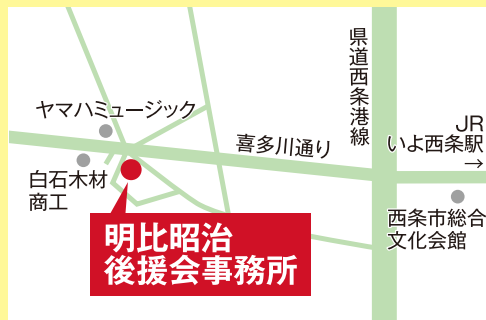 県道西条港線
ヤマハミュージック
JR
いよ西条駅
→
喜多川通り
白石木材
商工
西条市総合
文化会館
明比昭治
後援会事務所